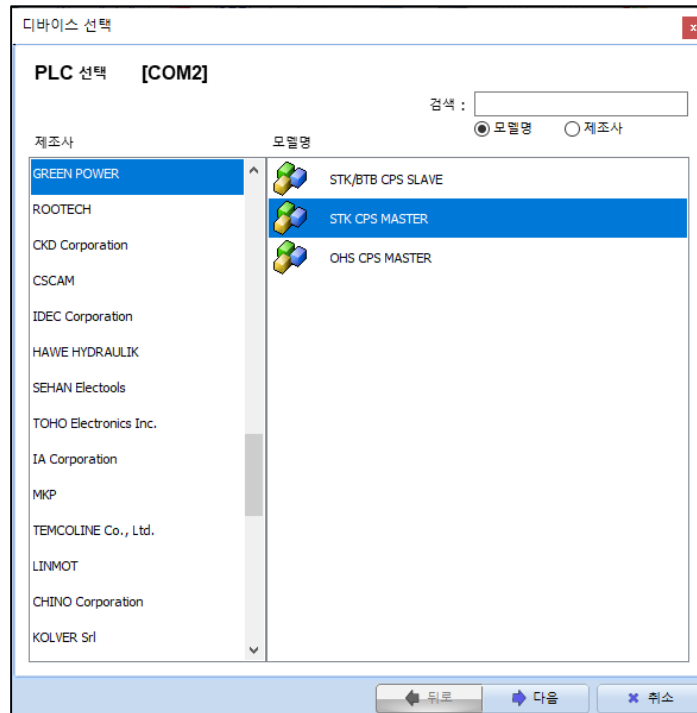 디바이스 선택
x
PLC 선택 [COM2]
검색 :
모델명 제조사
제조사 모델명
GREEN POWER
ROOTECH
CKD Corporation
CSCAM
IDEC Corporation
HAWE HYDRAULIK
SEHAN Electools
TOHO Electronics Inc.
IA Corporation
MKP
TEMCOLINE Co., Ltd.
LINMOT
CHINO Corporation
KOLVER Srl
STK/BTB CPS SLAVE
STK CPS MASTER
OHS CPS MASTER
뒤로 다음 취소